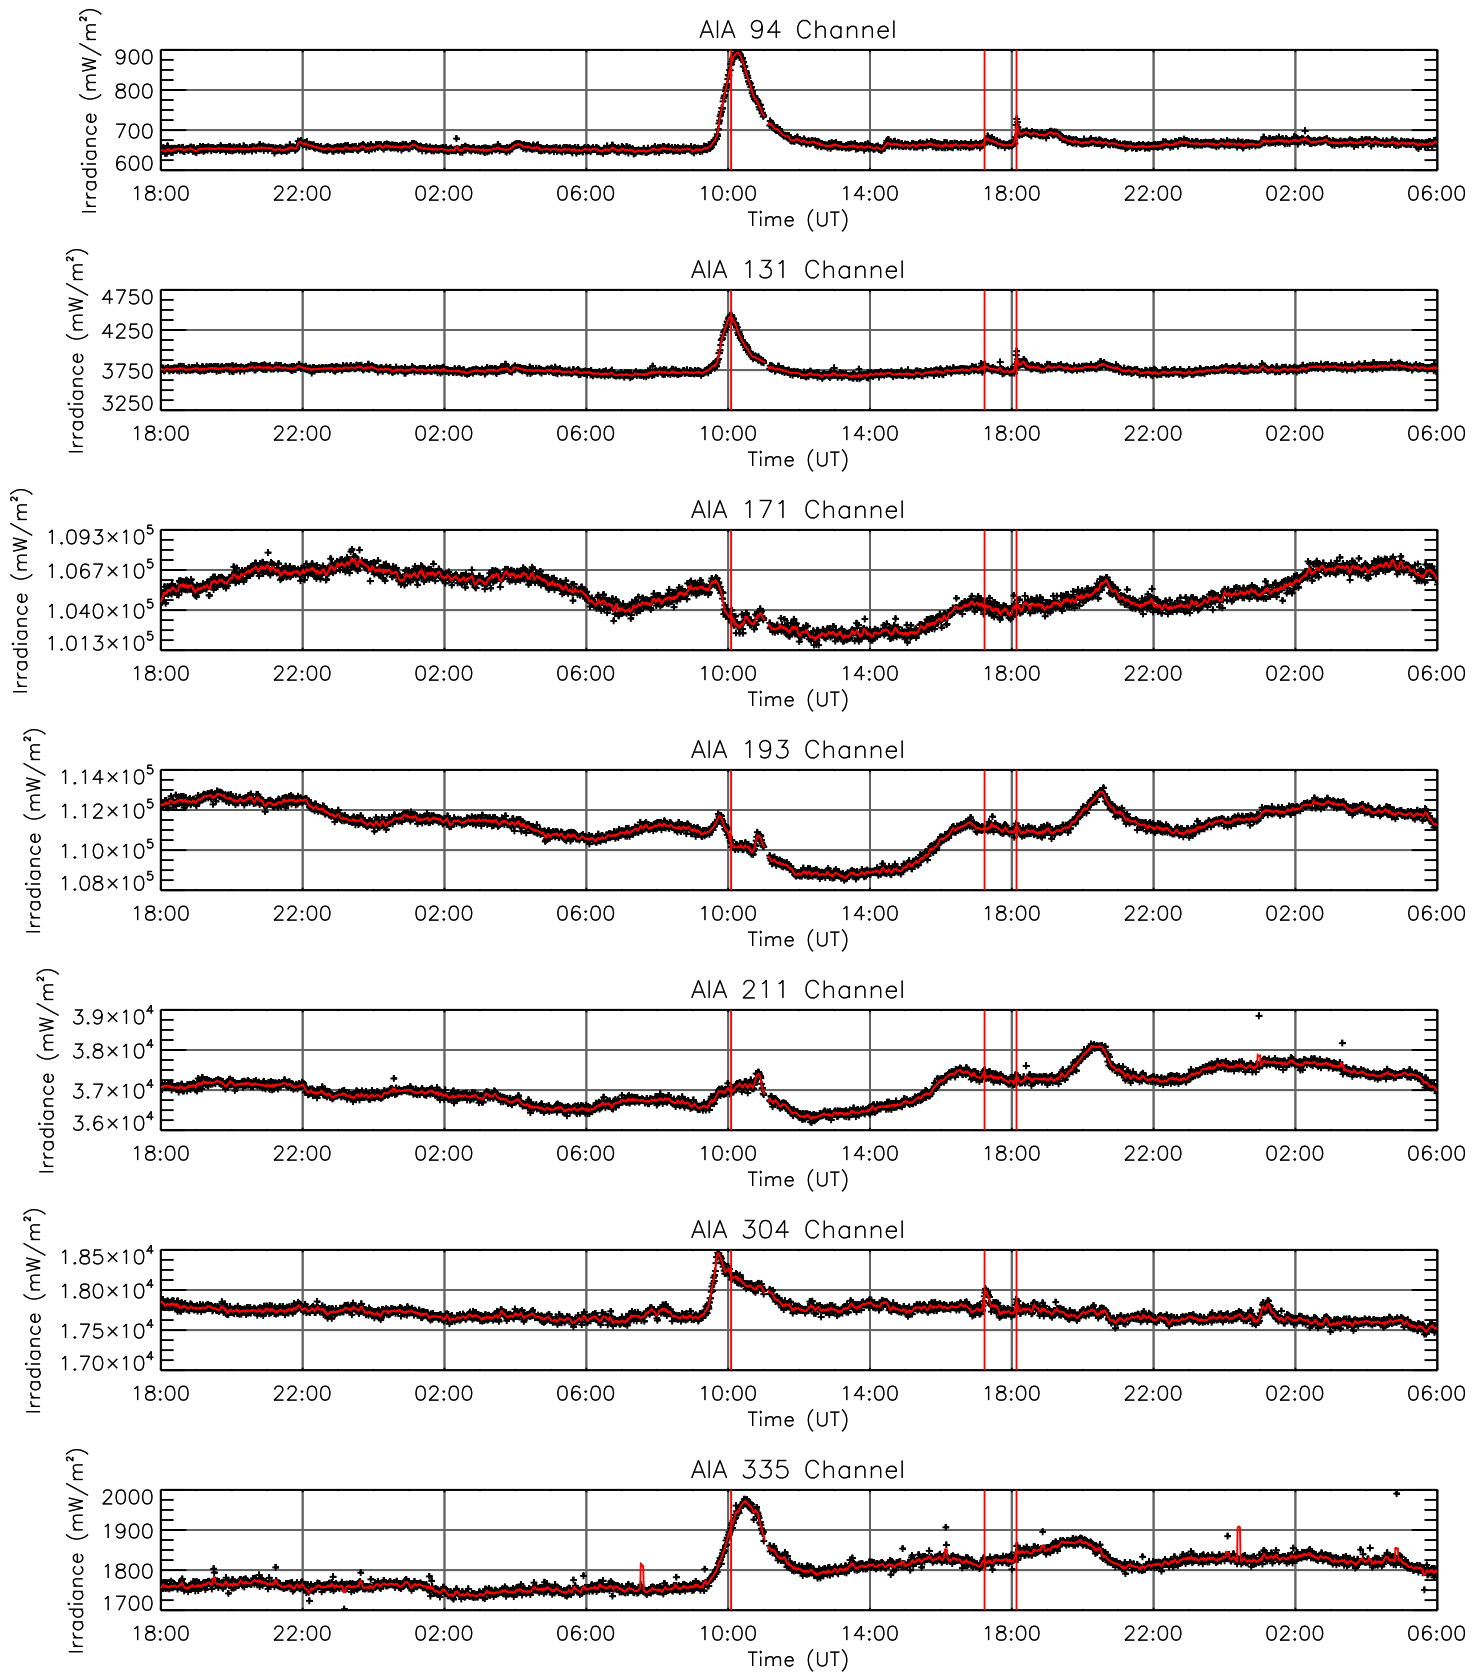 AIA 94 Channel
Irradiance (mW/m²)
900
800
700
600
18:00 22:00 02:00 06:00 10:00 14:00 18:00 22:00 02:00 06:00
Time (UT)
AIA 131 Channel
Irradiance (mW/m²)
4750
4250
3750
3250
18:00 22:00 02:00 06:00 10:00 14:00 18:00 22:00 02:00 06:00
Time (UT)
AIA 171 Channel
Irradiance (mW/m²)
1.093×10⁵
1.067×10⁵
1.040×10⁵
1.013×10⁵
18:00 22:00 02:00 06:00 10:00 14:00 18:00 22:00 02:00 06:00
Time (UT)
AIA 193 Channel
Irradiance (mW/m²)
1.14×10⁵
1.12×10⁵
1.10×10⁵
1.08×10⁵
18:00 22:00 02:00 06:00 10:00 14:00 18:00 22:00 02:00 06:00
Time (UT)
AIA 211 Channel
Irradiance (mW/m²)
3.9×10⁴
3.8×10⁴
3.7×10⁴
3.6×10⁴
18:00 22:00 02:00 06:00 10:00 14:00 18:00 22:00 02:00 06:00
Time (UT)
AIA 304 Channel
Irradiance (mW/m²)
1.85×10⁴
1.80×10⁴
1.75×10⁴
1.70×10⁴
18:00 22:00 02:00 06:00 10:00 14:00 18:00 22:00 02:00 06:00
Time (UT)
AIA 335 Channel
Irradiance (mW/m²)
2000
1900
1800
1700
18:00 22:00 02:00 06:00 10:00 14:00 18:00 22:00 02:00 06:00
Time (UT)